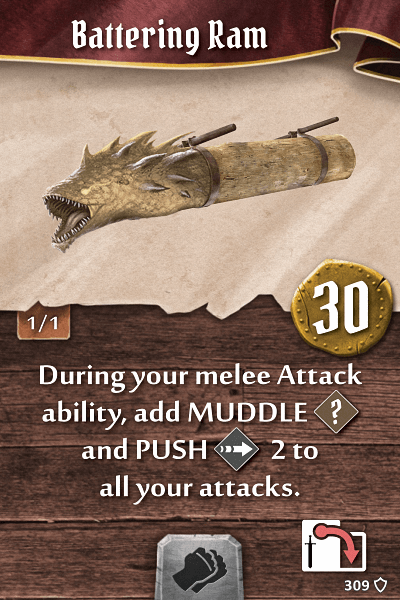 Battering Ram
1/1
30
During your melee Attack
ability, add MUDDLE ?
and PUSH 2 to
all your attacks.
309